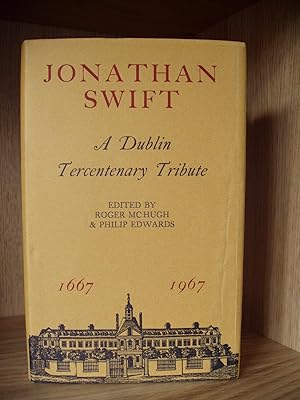 JONATHAN
SWIFT
A Dublin
Tercentenary Tribute
EDITED BY
ROGER MCHUGH
& PHILIP EDWARDS
1667 1967